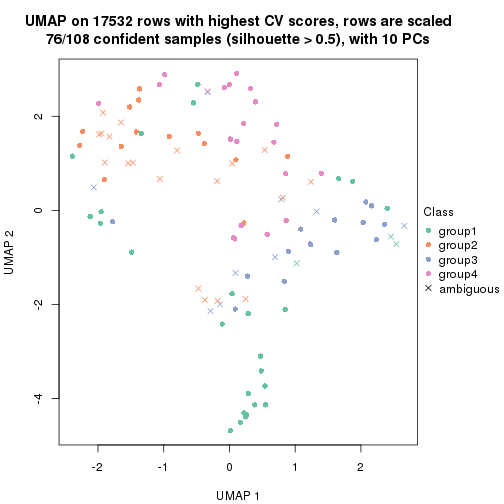 UMAP on 17532 rows with highest CV scores, rows are scaled
76/108 confident samples (silhouette > 0.5), with 10 PCs
UMAP 2
2
0
-2
-4
-2
-1
0
1
2
UMAP 1
Class
group1
group2
group3
group4
ambiguous